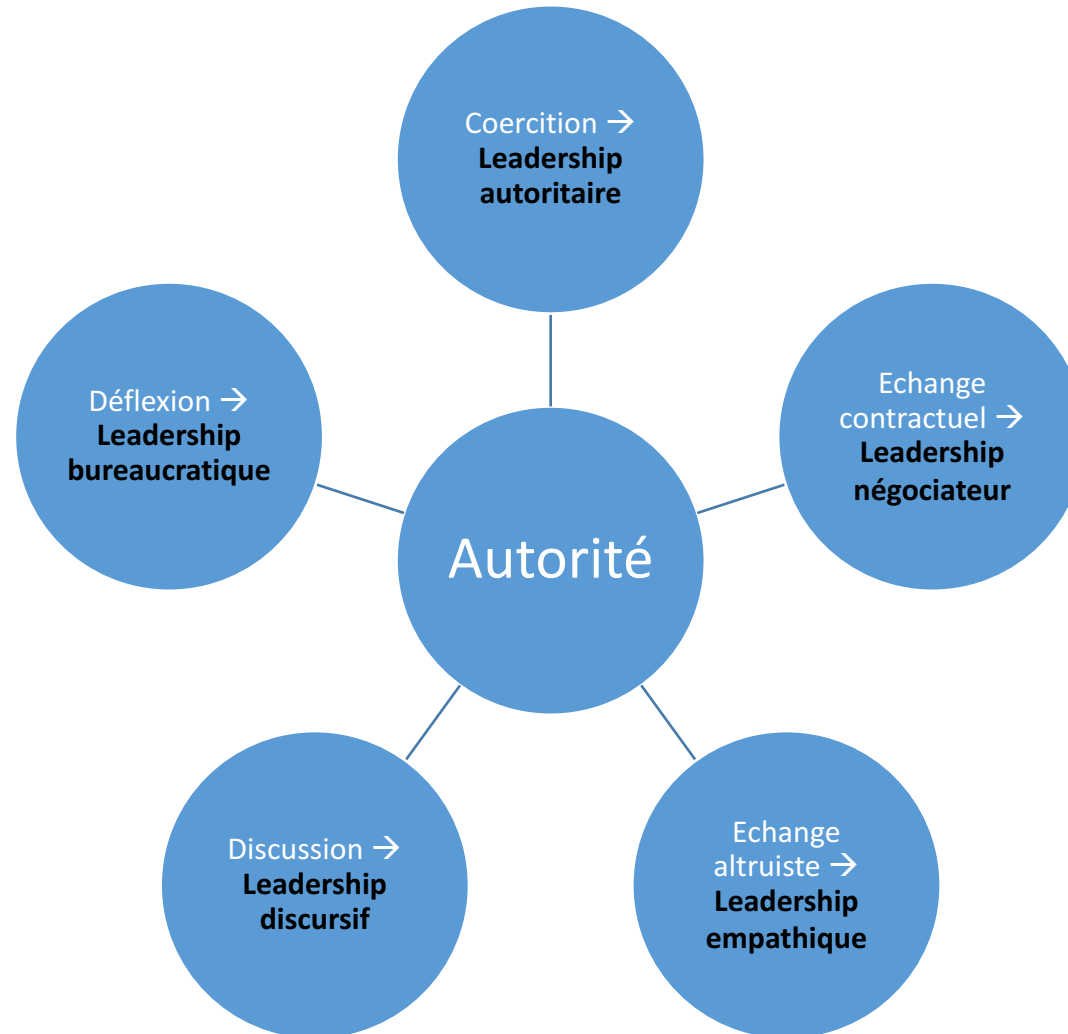 Coercition →
Leadership
autoritaire
Echange
contractuel →
Leadership
négociateur
Echange
altruiste →
Leadership
empathique
Discussion →
Leadership
discursif
Déflexion →
Leadership
bureaucratique
Autorité